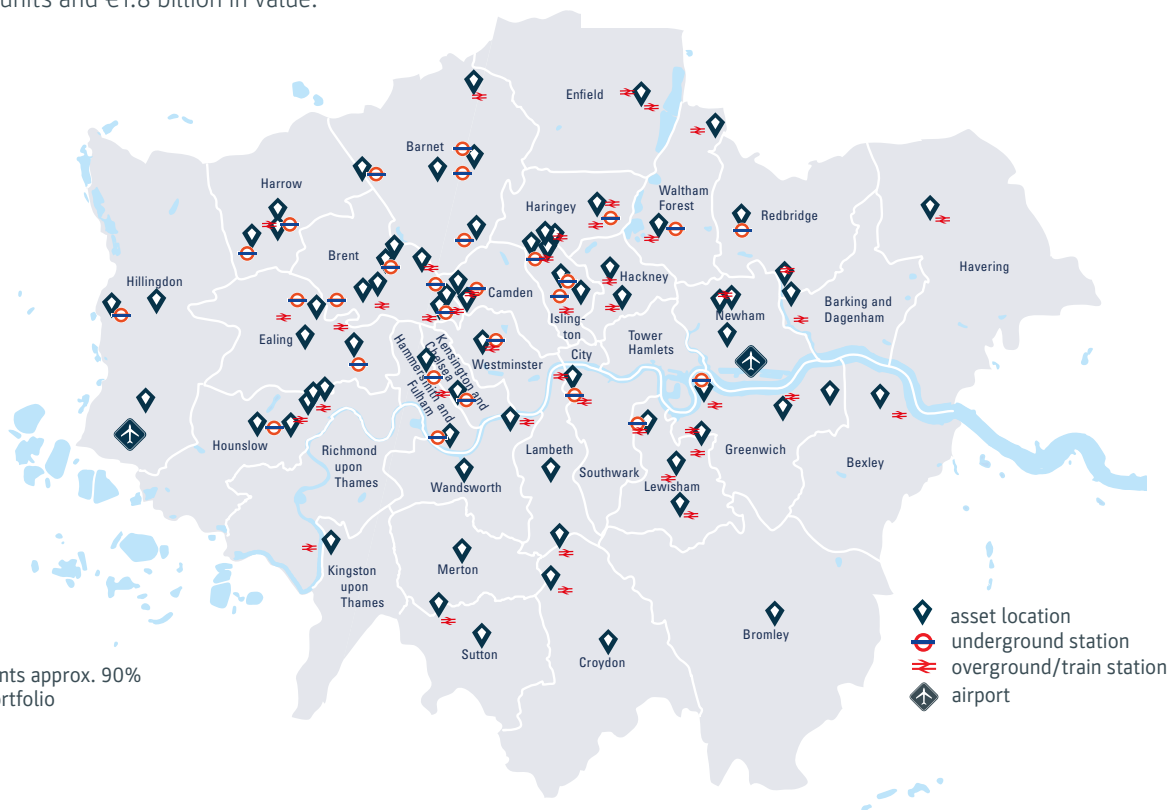 units and €1.8 billion in value.
Enfield
Barnet
Harrow
Waltham
Forest
Haringey
Redbridge
Brent
Havering
Hackney
Hillingdon
Camden
Barking and
Dagenham
Newham
Isling-
ton
Ealing
Tower
Hamlets
City
Westminster
Kensington and
Chelsea
Hammersmith and
Fulham
Hounslow
Richmond
upon
Thames
Lambeth
Greenwich
Bexley
Southwark
Wandsworth
Lewisham
Merton
Kingston
upon
Thames
Sutton
Croydon
Bromley
asset location
underground station
overground/train station
airport
nts approx. 90%
rtfolio